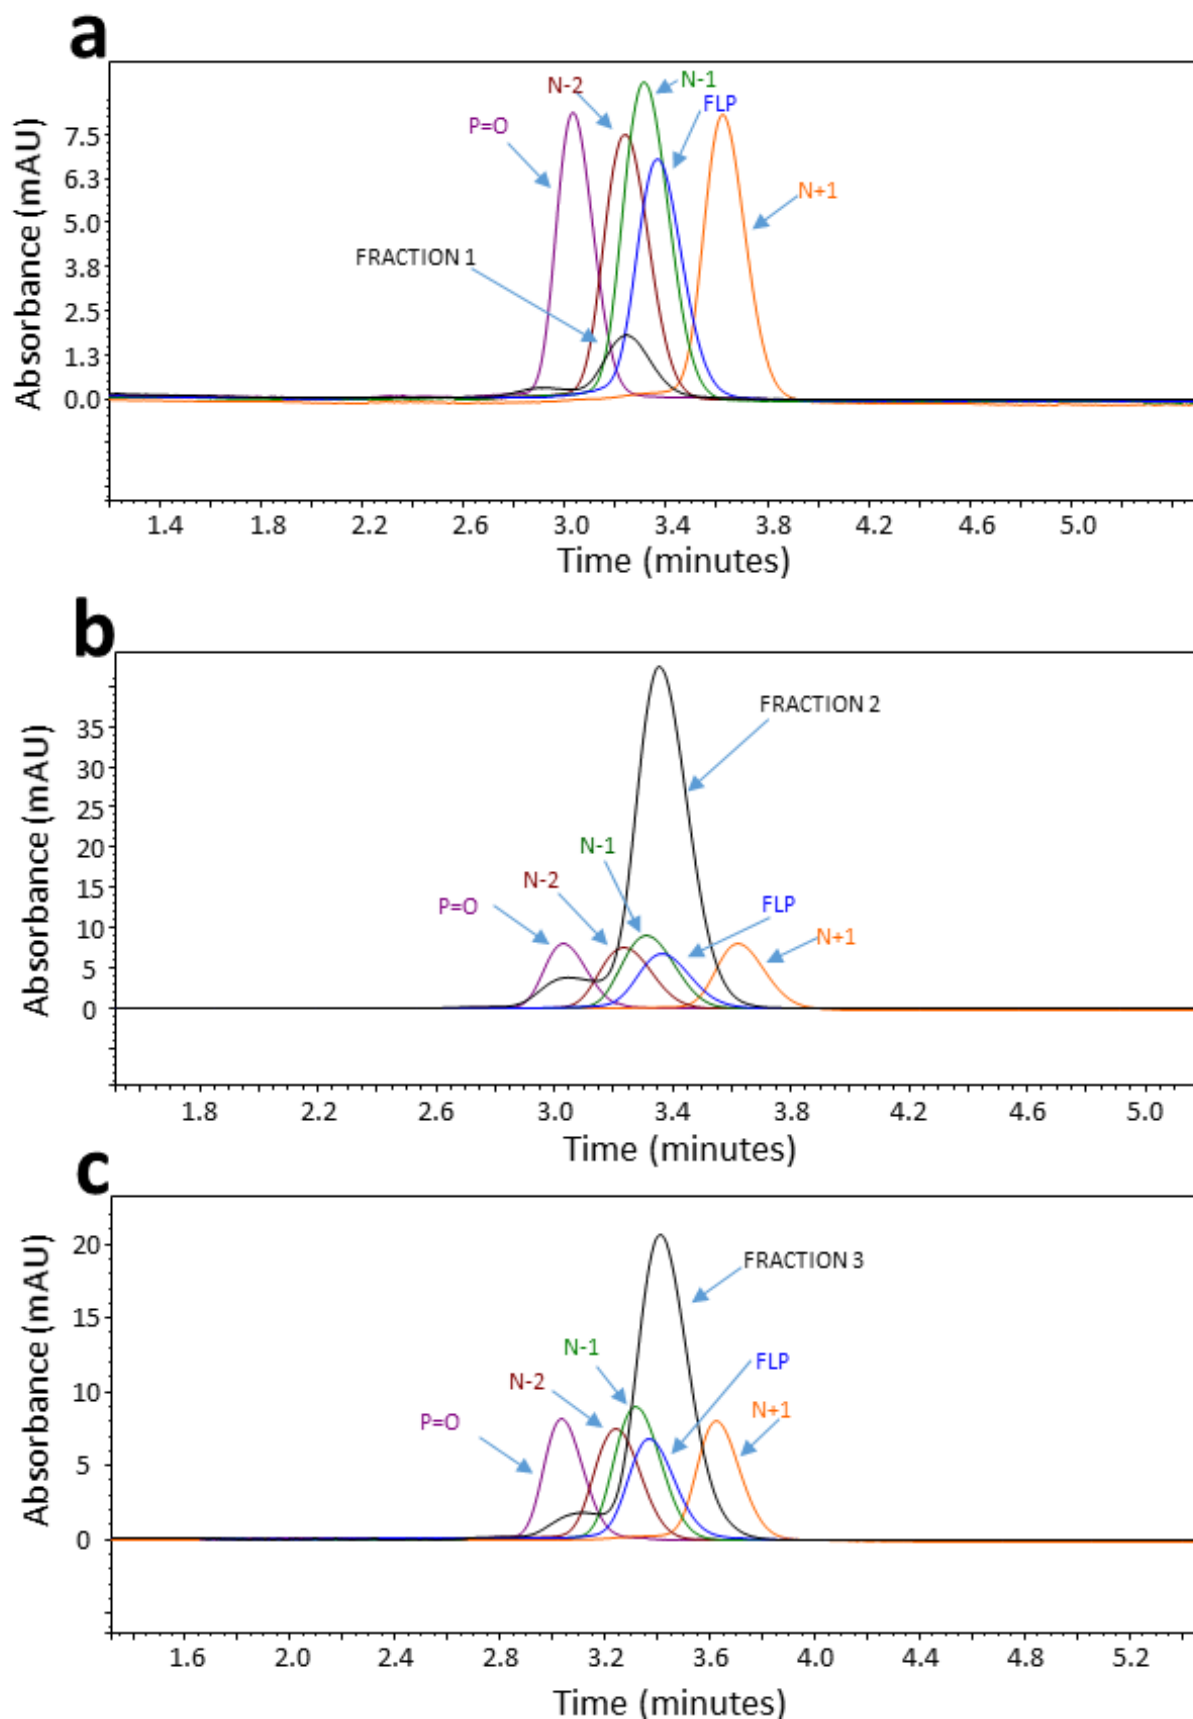 a
Absorbance (mAU)
7.5
6.3
5.0
3.8
2.5
1.3
0.0
P=O
N-2
N-1
FLP
N+1
FRACTION 1
1.4 1.8 2.2 2.6 3.0 3.4 3.8 4.2 4.6 5.0
Time (minutes)
b
Absorbance (mAU)
35
30
25
20
15
10
5
0
FRACTION 2
N-1
N-2
P=O
FLP
N+1
1.8 2.2 2.6 3.0 3.4 3.8 4.2 4.6 5.0
Time (minutes)
c
Absorbance (mAU)
20
15
10
5
0
FRACTION 3
N-1
FLP
N-2
N+1
P=O
1.6 2.0 2.4 2.8 3.2 3.6 4.0 4.4 4.8 5.2
Time (minutes)